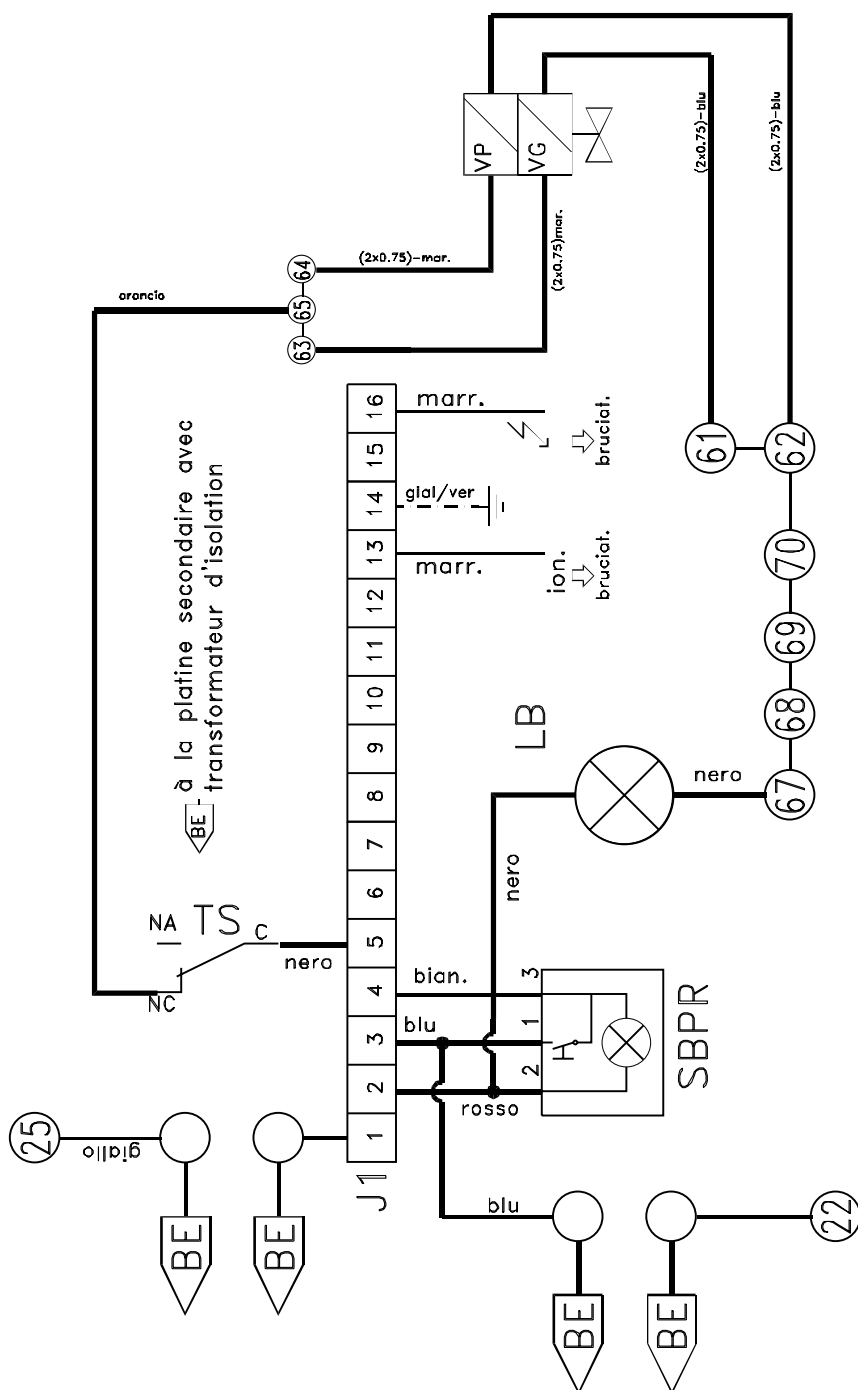 VP
VG
(2x0.75)-blu
(2x0.75)-blu
(2x0.75)-mar.
(2x0.75)mar.
64
65
63
arancio
à la platine secondaire avec
transformateur d'isolation
BE
16
15
14
13
12
11
10
9
8
7
6
5
4
3
2
1
J1
marr.
bruciat.
gial/ver
marr.
ion.
bruciat.
61
62
70
69
68
67
nero
LB
nero
NA
TS
C
NC
nero
bian.
blu
rosso
3
1
2
SBPR
25
giallo
BE
BE
blu
BE
BE
22